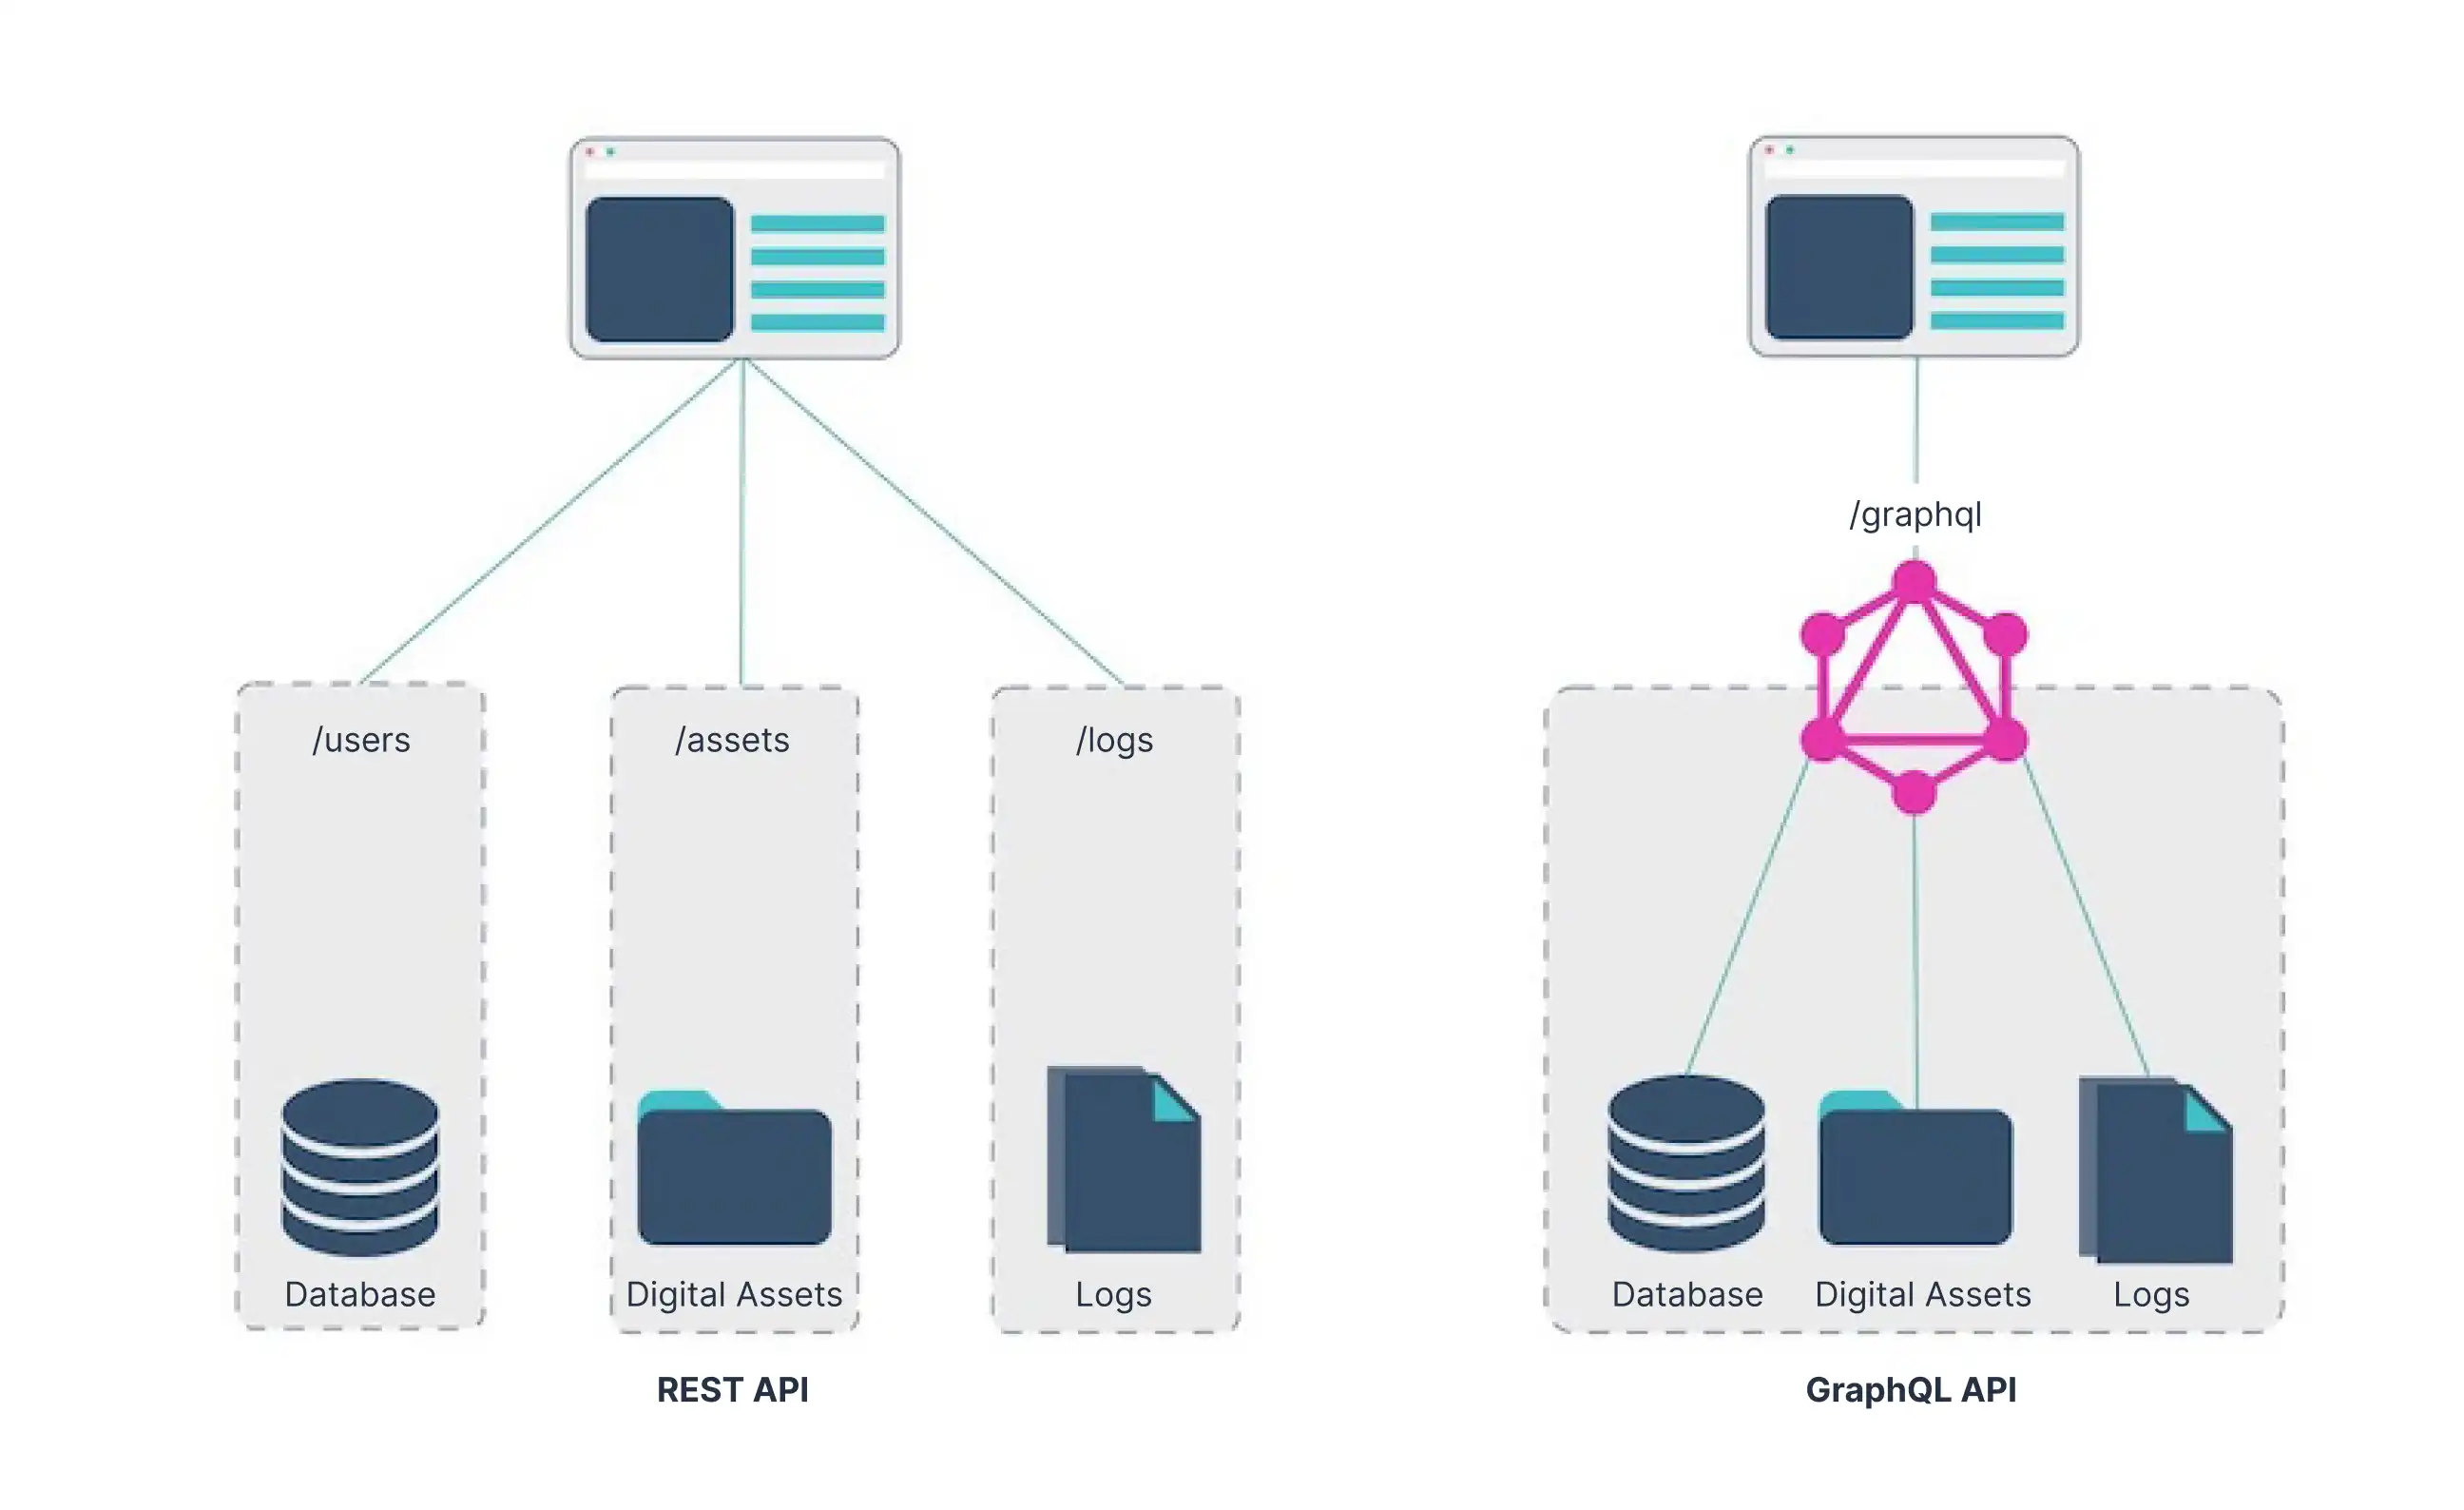 /graphql
/users
/assets
/logs
Database
Digital Assets
Logs
Database
Digital Assets
Logs
REST API
GraphQL API